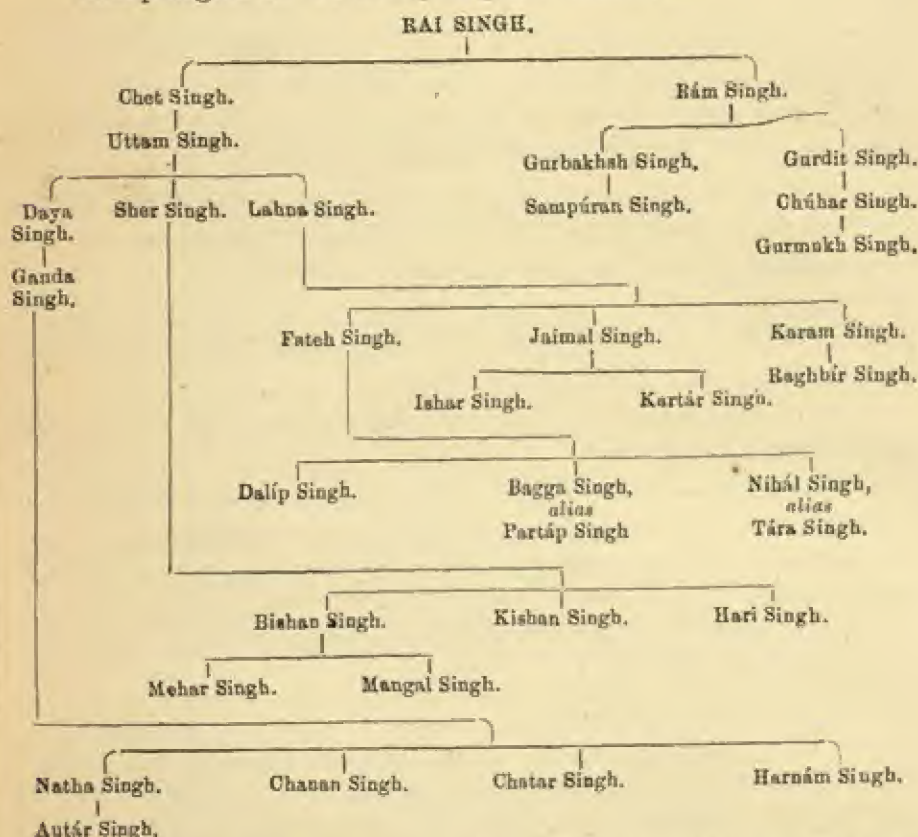 RAI SINGH.
Chet Singh. Rám Singh.
Uttam Singh.
Gurbakhsh Singh, Gurdit Singh.
Daya Singh. Sher Singh. Lahna Singh. Sampúran Singh. Chúhar Singh.
Ganda Singh, Gurmukh Singh,
Fateh Singh. Jaimal Singh. Karam Singh.
Raghbír Singh.
Ishar Singh. Kartár Singh.
Dalíp Singh. Bagga Singh, Nihál Singh,
alias alias
Partáp Singh Tára Singh.
Bishan Singh. Kishan Singh. Hari Singh.
Mehar Singh. Mangal Singh.
Natha Singh. Chanan Singh. Chatar Singh. Harnám Singh.
Autár Singh.